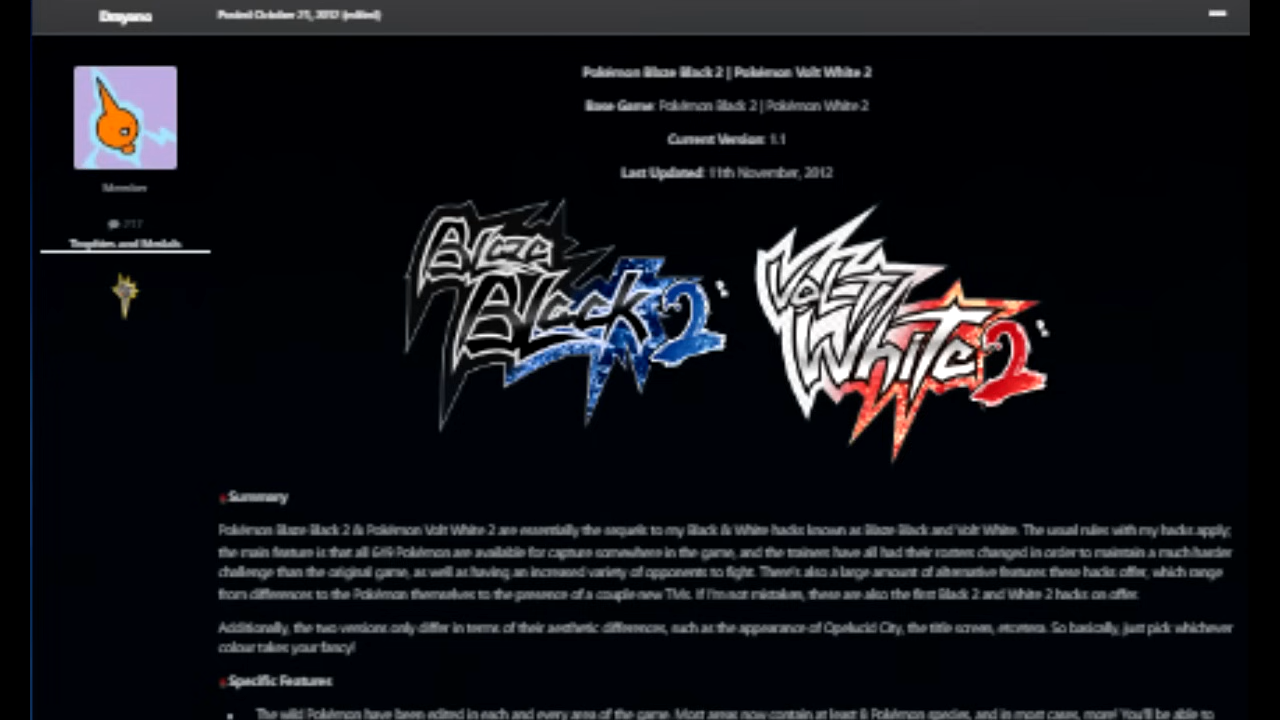 Drayano
Posted October 21, 2012 (edited)
Pokémon Blaze Black 2 | Pokémon Volt White 2
Base Game: Pokémon Black 2 | Pokémon White 2
Current Version: 1.1
Last Updated: 11th November, 2012
Member
717
Trophies and Medals
Blaze
Black 2
Volt
White 2
Summary
Pokémon Blaze Black 2 & Pokémon Volt White 2 are essentially the sequels to my Black & White hacks known as Blaze Black and Volt White. The usual rules with my hacks apply;
the main feature is that all 649 Pokémon are available for capture somewhere in the game, and the trainers have all had their rosters changed in order to maintain a much harder
challenge than the original game, as well as having an increased variety of opponents to fight. There's also a large amount of alternative features these hacks offer, which range
from differences to the Pokémon themselves to the presence of a couple new TMs. If I'm not mistaken, these are also the first Black 2 and White 2 hacks on offer.
Additionally, the two versions only differ in terms of their aesthetic differences, such as the appearance of Opelucid City, the title screen, etcetera. So basically, just pick whichever
colour takes your fancy!
Specific Features
The wild Pokémon have been edited in each and every area of the game. Most areas now contain at least 8 Pokémon species, and in most cases, more! You'll be able to